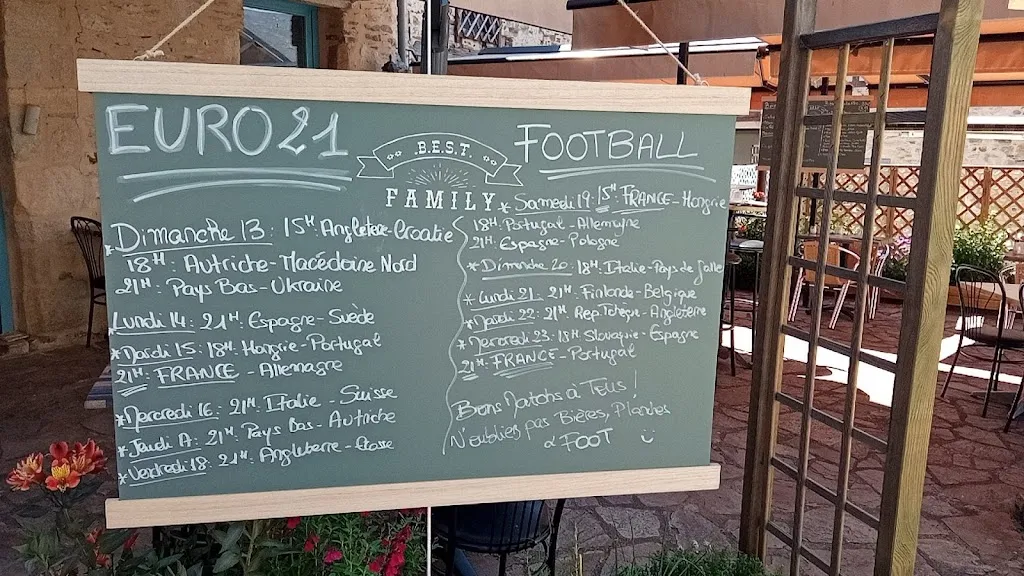 EURO21
B.E.S.T.
FAMILY
FOOTBALL
* Dimanche 13 : 15H Angleterre-Croatie
18H : Autriche-Macédoine Nord
21H : Pays Bas-Ukraine
Lundi 14 : 21H : Espagne-Suède
* Mardi 15 : 18H : Hongrie-Portugal
21H : FRANCE - Allemagne
* Mercredi 16 : 21H : Italie - Suisse
* Jeudi 17 : 21H : Pays Bas - Autriche
* Vendredi 18 : 21H : Angleterre - Ecosse
* Samedi 19 : 15H FRANCE - Hongrie
18H Portugal - Allemagne
21H : Espagne - Pologne
* Dimanche 20 : 18H : Italie - Pays de Galle
* Lundi 21 : 21H : Finlande - Belgique
* Mardi 22 : 21H : Rep.Tchèque - Angleterre
* Mercredi 23 : 18H : Slovaquie - Espagne
21H : FRANCE - Portugal
Bons Matchs à Tous !
N'oubliez pas Bières, Planches
& FOOT